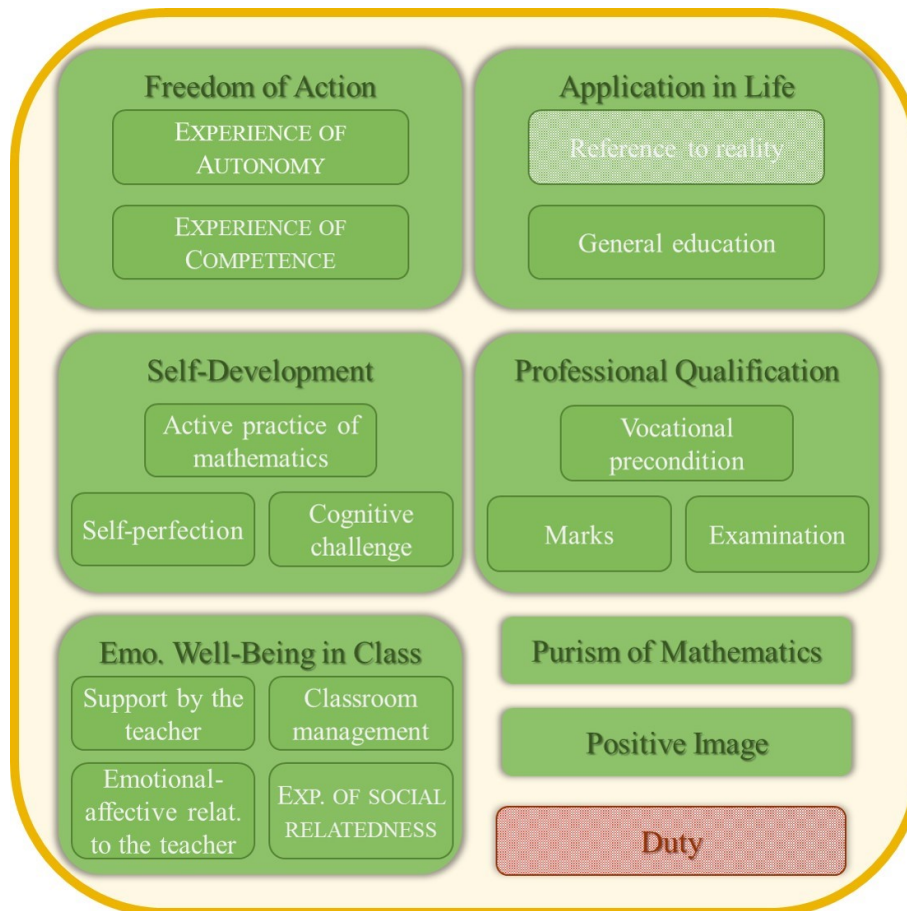 Freedom of Action
EXPERIENCE OF
AUTONOMY
EXPERIENCE OF
COMPETENCE
Application in Life
Reference to reality
General education
Self-Development
Active practice of
mathematics
Self-perfection
Cognitive
challenge
Professional Qualification
Vocational
precondition
Marks
Examination
Emo. Well-Being in Class
Support by the
teacher
Classroom
management
Emotional-
affective relat.
to the teacher
EXP. OF SOCIAL
RELATEDNESS
Purism of Mathematics
Positive Image
Duty